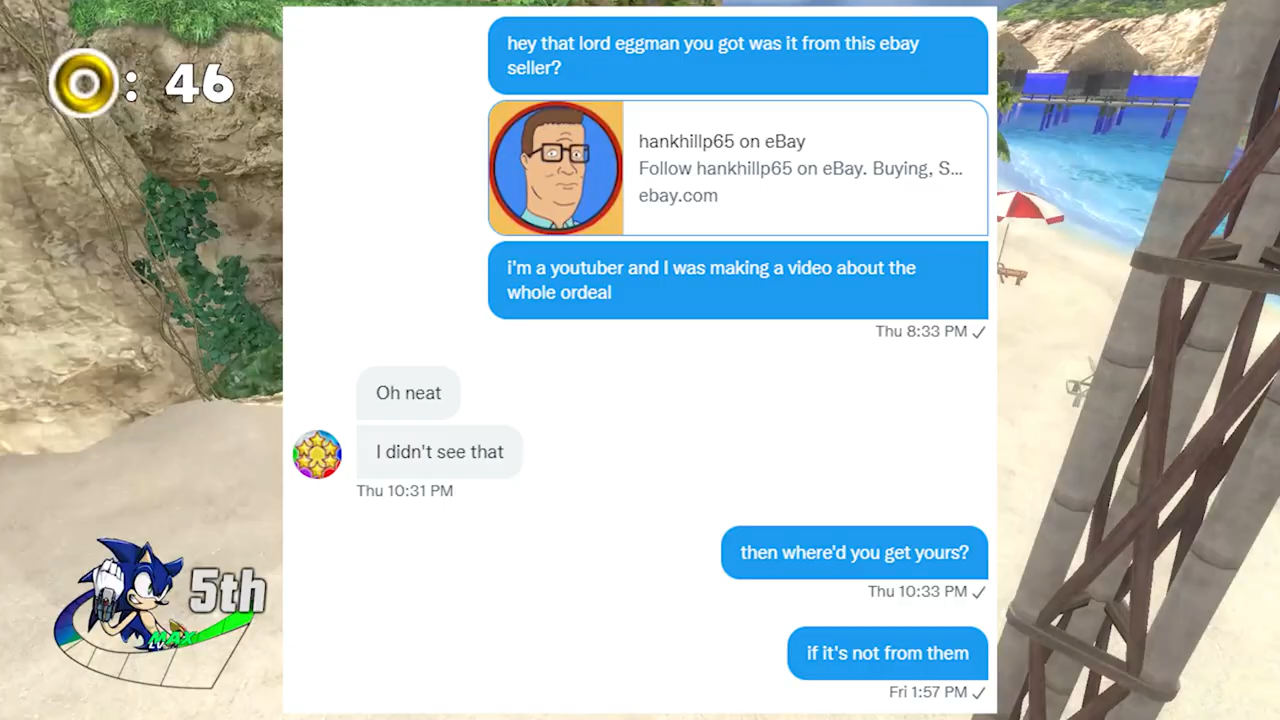 : 46
hey that lord eggman you got was it from this ebay
seller?
hankhillp65 on eBay
Follow hankhillp65 on eBay. Buying, S...
ebay.com
i'm a youtuber and I was making a video about the
whole ordeal
Thu 8:33 PM
Oh neat
I didn't see that
Thu 10:31 PM
then where'd you get yours?
Thu 10:33 PM
if it's not from them
Fri 1:57 PM
5th
MAX
LV